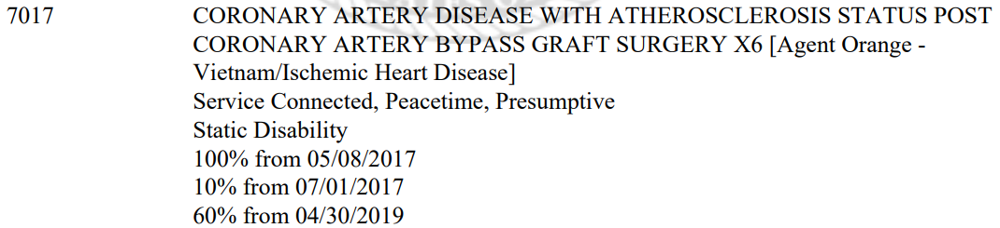 7017 CORONARY ARTERY DISEASE WITH ATHEROSCLEROSIS STATUS POST
CORONARY ARTERY BYPASS GRAFT SURGERY X6 [Agent Orange -
Vietnam/Ischemic Heart Disease]
Service Connected, Peacetime, Presumptive
Static Disability
100% from 05/08/2017
10% from 07/01/2017
60% from 04/30/2019